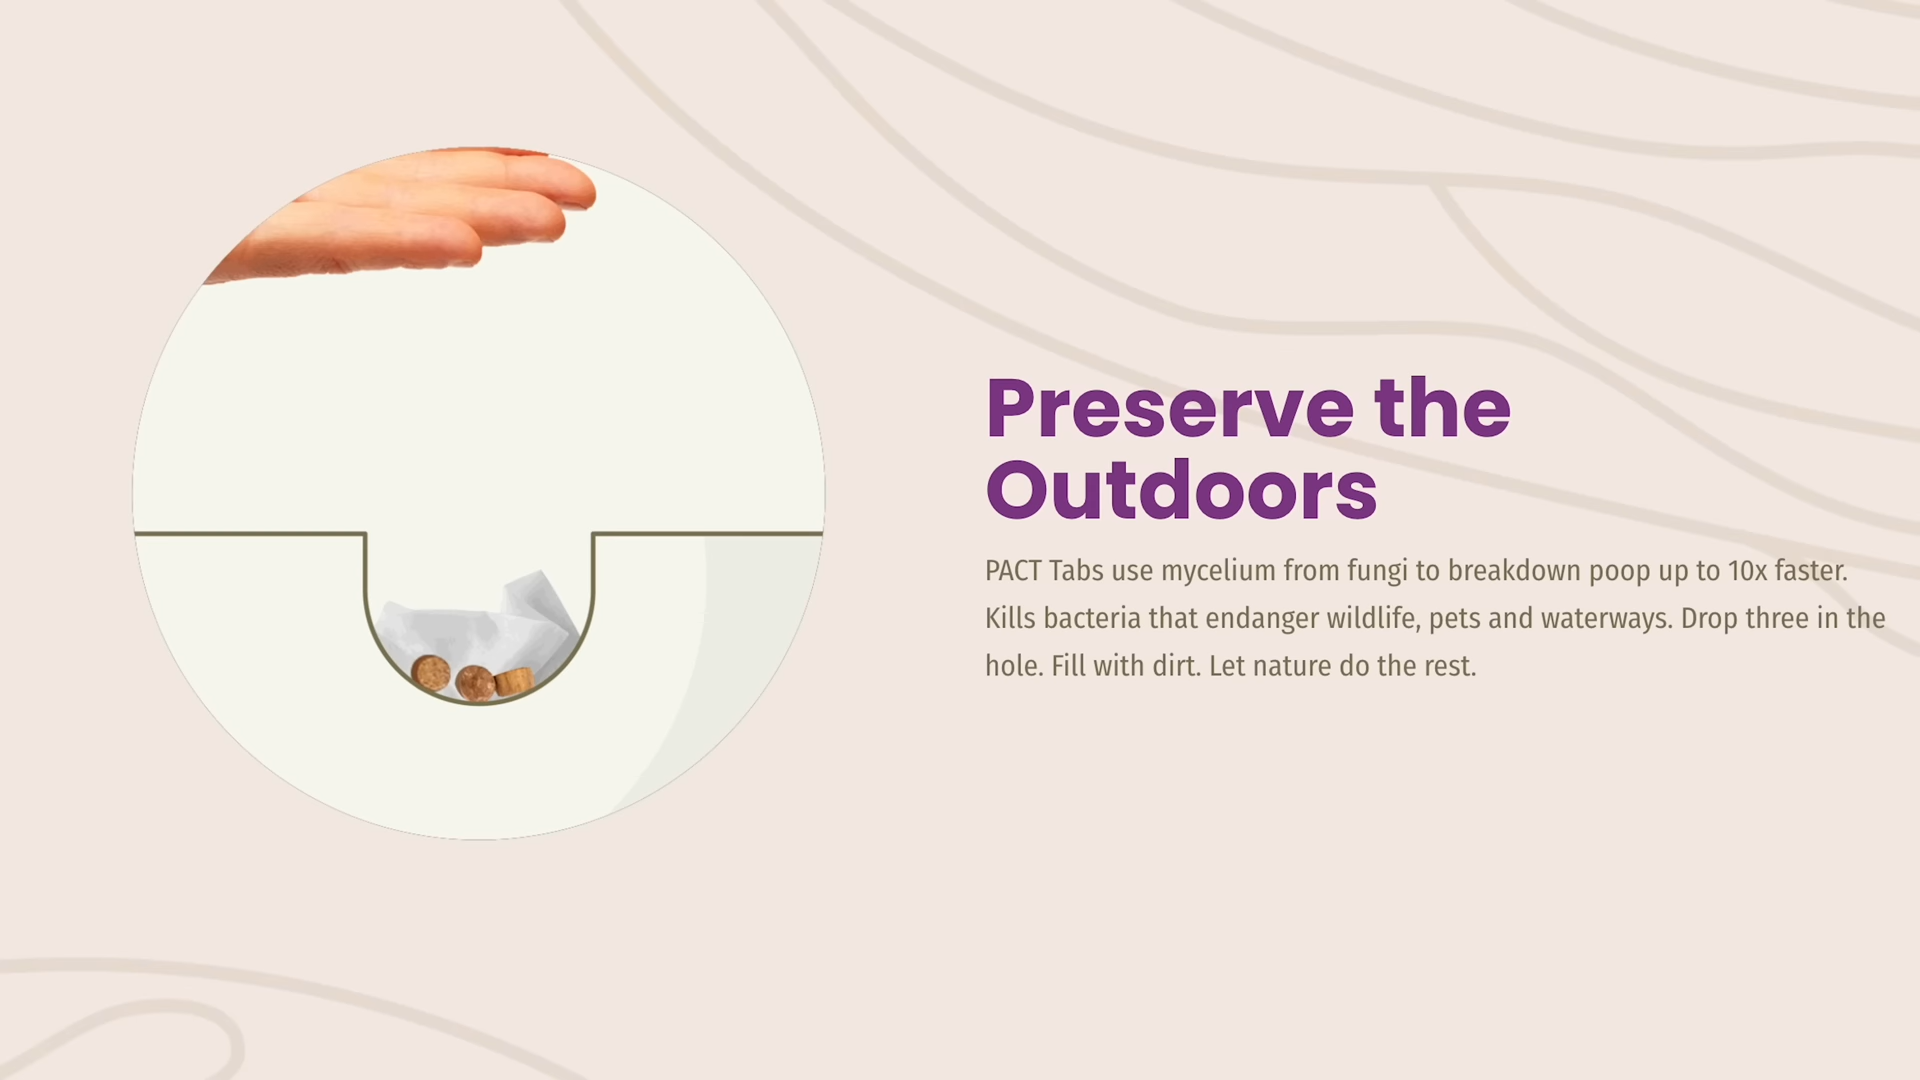 Preserve the
Outdoors
PACT Tabs use mycelium from fungi to breakdown poop up to 10x faster.
Kills bacteria that endanger wildlife, pets and waterways. Drop three in the
hole. Fill with dirt. Let nature do the rest.